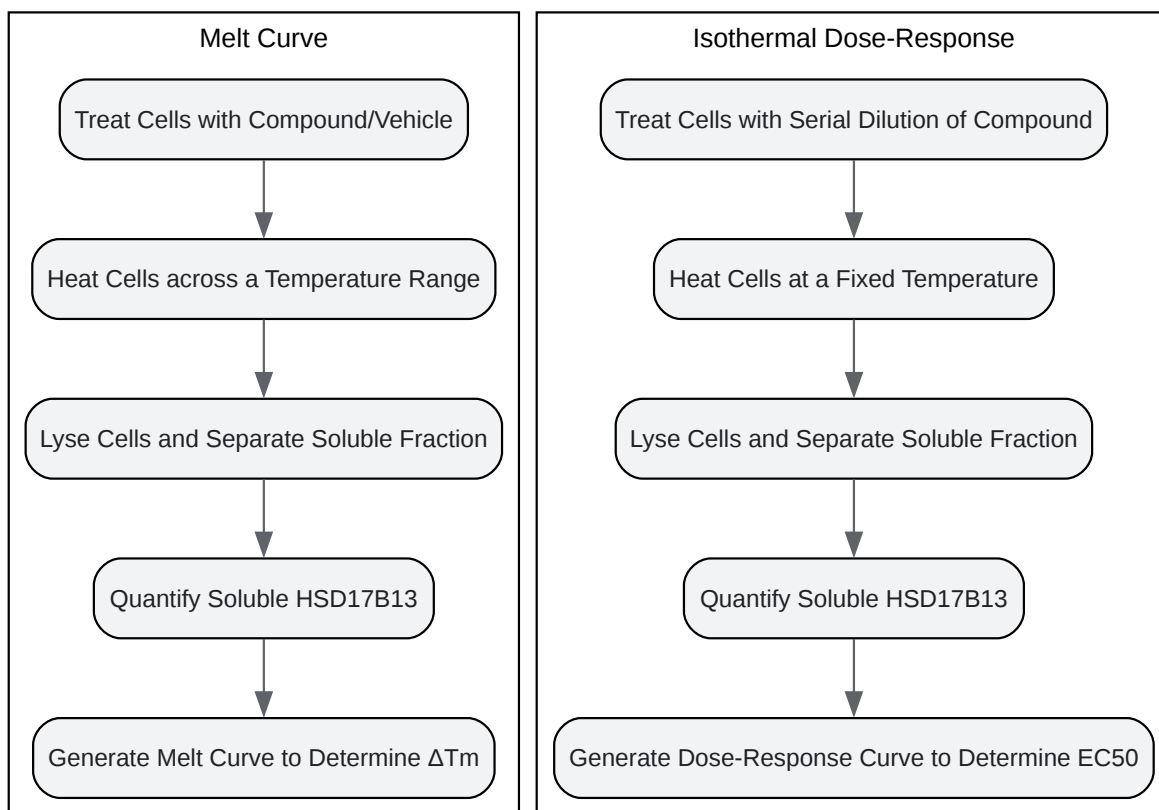 Melt Curve
Treat Cells with Compound/Vehicle
Heat Cells across a Temperature Range
Lyse Cells and Separate Soluble Fraction
Quantify Soluble HSD17B13
Generate Melt Curve to Determine ΔTm
Isothermal Dose-Response
Treat Cells with Serial Dilution of Compound
Heat Cells at a Fixed Temperature
Lyse Cells and Separate Soluble Fraction
Quantify Soluble HSD17B13
Generate Dose-Response Curve to Determine EC50